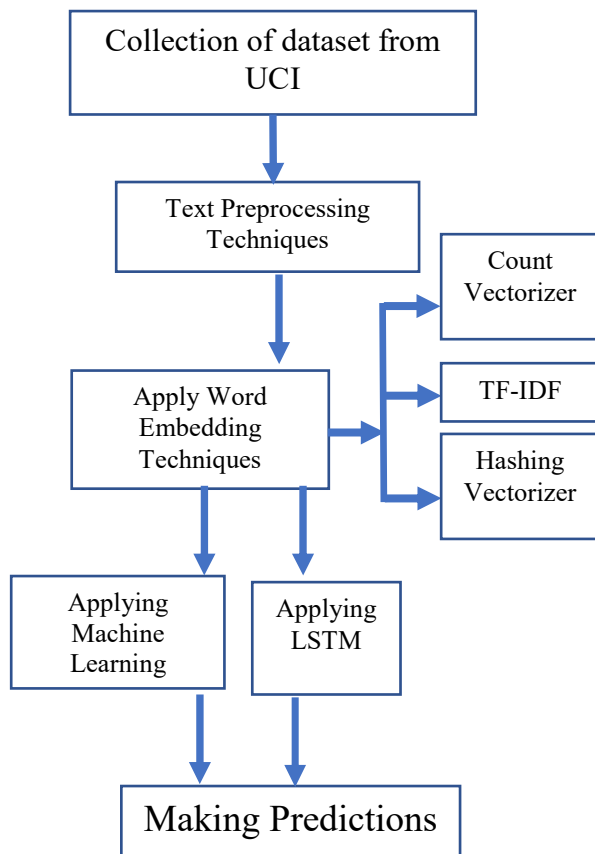 Collection of dataset from
UCI
Text Preprocessing
Techniques
Count
Vectorizer
Apply Word
Embedding
Techniques
TF-IDF
Hashing
Vectorizer
Applying
Machine
Learning
Applying
LSTM
Making Predictions